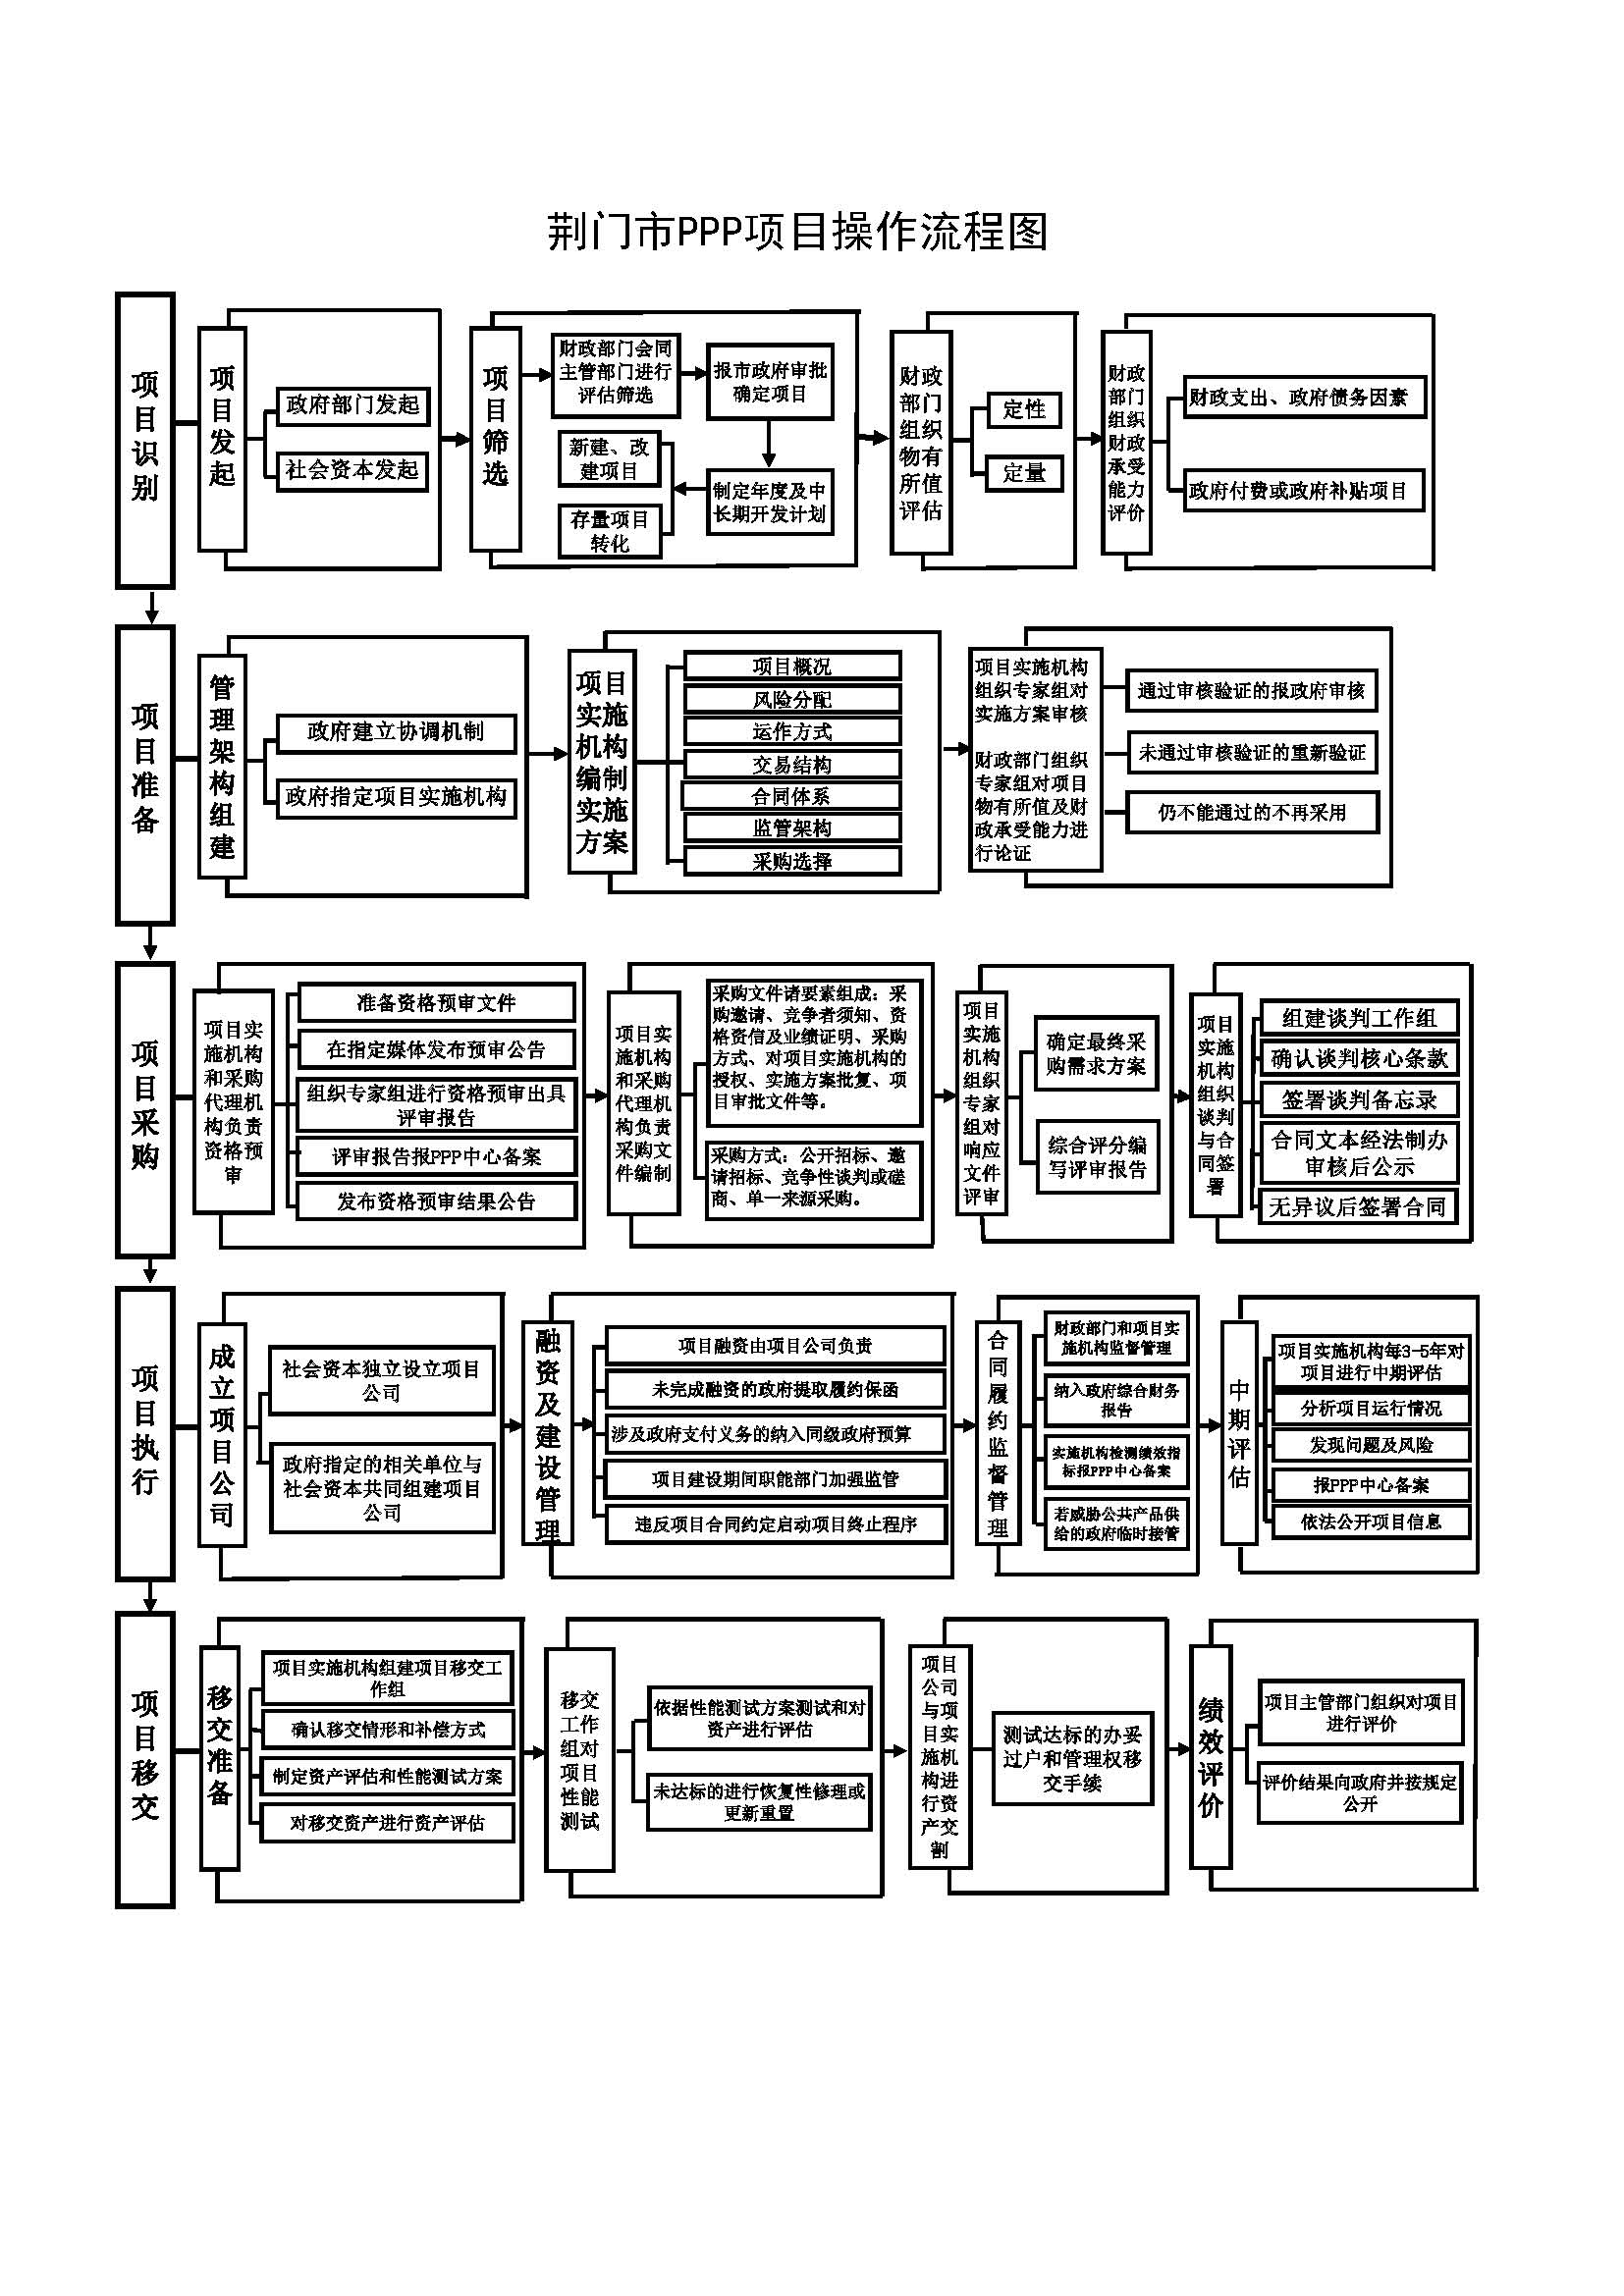 荆门市PPP项目操作流程图
项目识别
项目发起
政府部门发起
社会资本发起
项目筛选
财政部门会同
主管部门进行
评估筛选
报市政府审批
确定项目
新建、改
建项目
存量项目
转化
制定年度及中
长期开发计划
财政
部门
组织
物有
所值
评估
定性
定量
财政
部门
组织
财政
承受
能力
评价
财政支出、政府债务因素
政府付费或政府补贴项目
项目准备
管理架构组建
政府建立协调机制
政府指定项目实施机构
项目
实施
机构
编制
实施
方案
项目概况
风险分配
运作方式
交易结构
合同体系
监管架构
采购选择
项目实施机构
组织专家组对
实施方案审核
财政部门组织
专家组对项目
物有所值及财
政承受能力进
行论证
通过审核验证的报政府审核
未通过审核验证的重新验证
仍不能通过的不再采用
项目采购
项目实
施机构
和采购
代理机
构负责
资格预
审
准备资格预审文件
在指定媒体发布预审公告
组织专家组进行资格预审出具
评审报告
评审报告报PPP中心备案
发布资格预审结果公告
项目实
施机构
和采购
代理机
构负责
采购文
件编制
采购文件诸要素组成：采
购邀请、竞争者须知、资
格资信及业绩证明、采购
方式、对项目实施机构的
授权、实施方案批复、项
目审批文件等。
采购方式：公开招标、邀
请招标、竞争性谈判或磋
商、单一来源采购。
项目
实施
机构
组织
专家
组对
响应
文件
评审
确定最终采
购需求方案
综合评分编
写评审报告
项目
实施
机构
组织
谈判
与合
同签
署
组建谈判工作组
确认谈判核心条款
签署谈判备忘录
合同文本经法制办
审核后公示
无异议后签署合同
项目执行
成立项目公司
社会资本独立设立项目
公司
政府指定的相关单位与
社会资本共同组建项目
公司
融资及建设管理
项目融资由项目公司负责
未完成融资的政府提取履约保函
涉及政府支付义务的纳入同级政府预算
项目建设期间职能部门加强监管
违反项目合同约定启动项目终止程序
合同履约监督管理
财政部门和项目实
施机构监督管理
纳入政府综合财务
报告
实施机构检测绩效指
标报PPP中心备案
若威胁公共产品供
给的政府临时接管
中期评估
项目实施机构每3-5年对
项目进行中期评估
分析项目运行情况
发现问题及风险
报PPP中心备案
依法公开项目信息
项目移交
移交准备
项目实施机构组建项目移交工
作组
确认移交情形和补偿方式
制定资产评估和性能测试方案
对移交资产进行资产评估
移交
工作
组对
项目
性能
测试
依据性能测试方案测试和对
资产进行评估
未达标的进行恢复性修理或
更新重置
项目
公司
与项
目实
施机
构进
行资
产交
割
测试达标的办妥
过户和管理权移
交手续
绩效评价
项目主管部门组织对项目
进行评价
评价结果向政府并按规定
公开